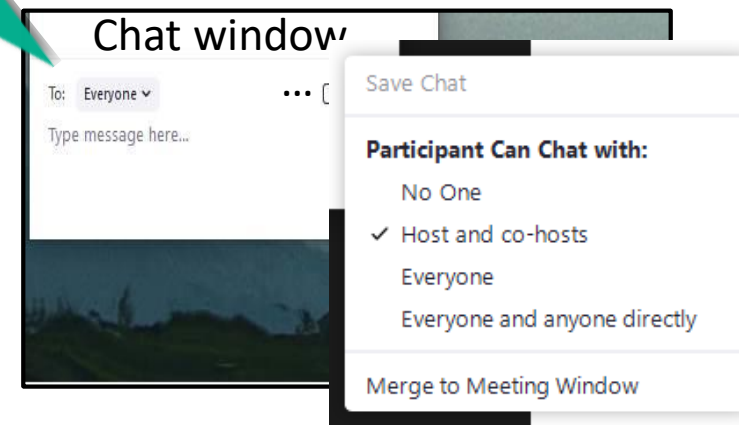 Chat window
To: Everyone
Type message here...
Save Chat
Participant Can Chat with:
No One
✓ Host and co-hosts
Everyone
Everyone and anyone directly
Merge to Meeting Window